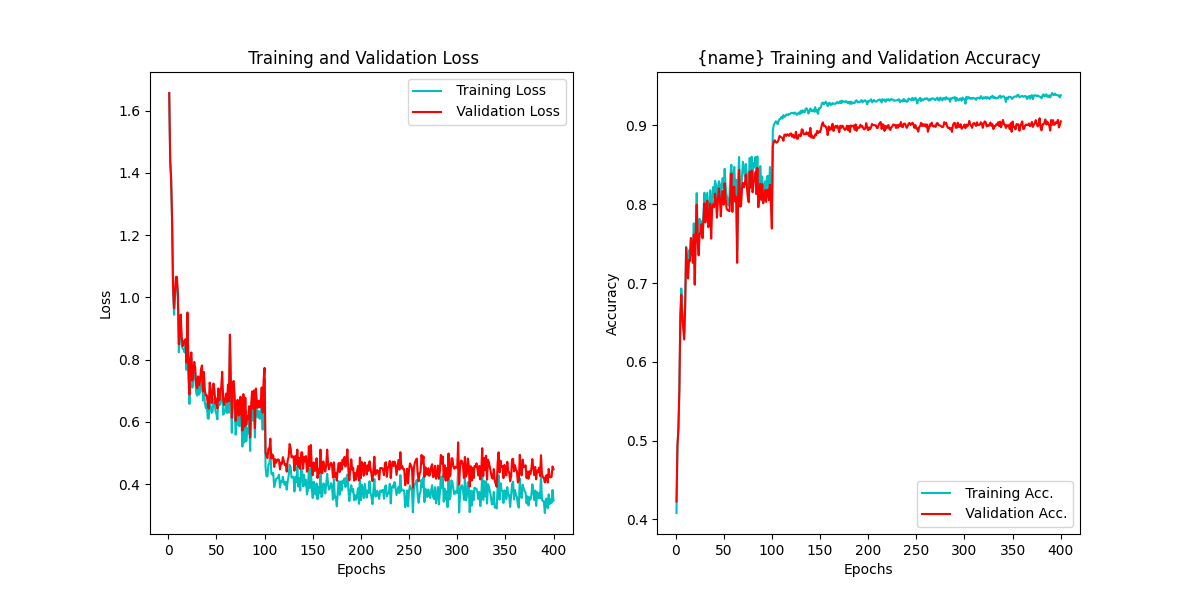 Training and Validation Loss
Training Loss
Validation Loss
1.6
1.4
1.2
1.0
0.8
0.6
0.4
Loss
0 50 100 150 200 250 300 350 400
Epochs
{name} Training and Validation Accuracy
0.9
0.8
0.7
0.6
0.5
0.4
Accuracy
Training Acc.
Validation Acc.
0 50 100 150 200 250 300 350 400
Epochs